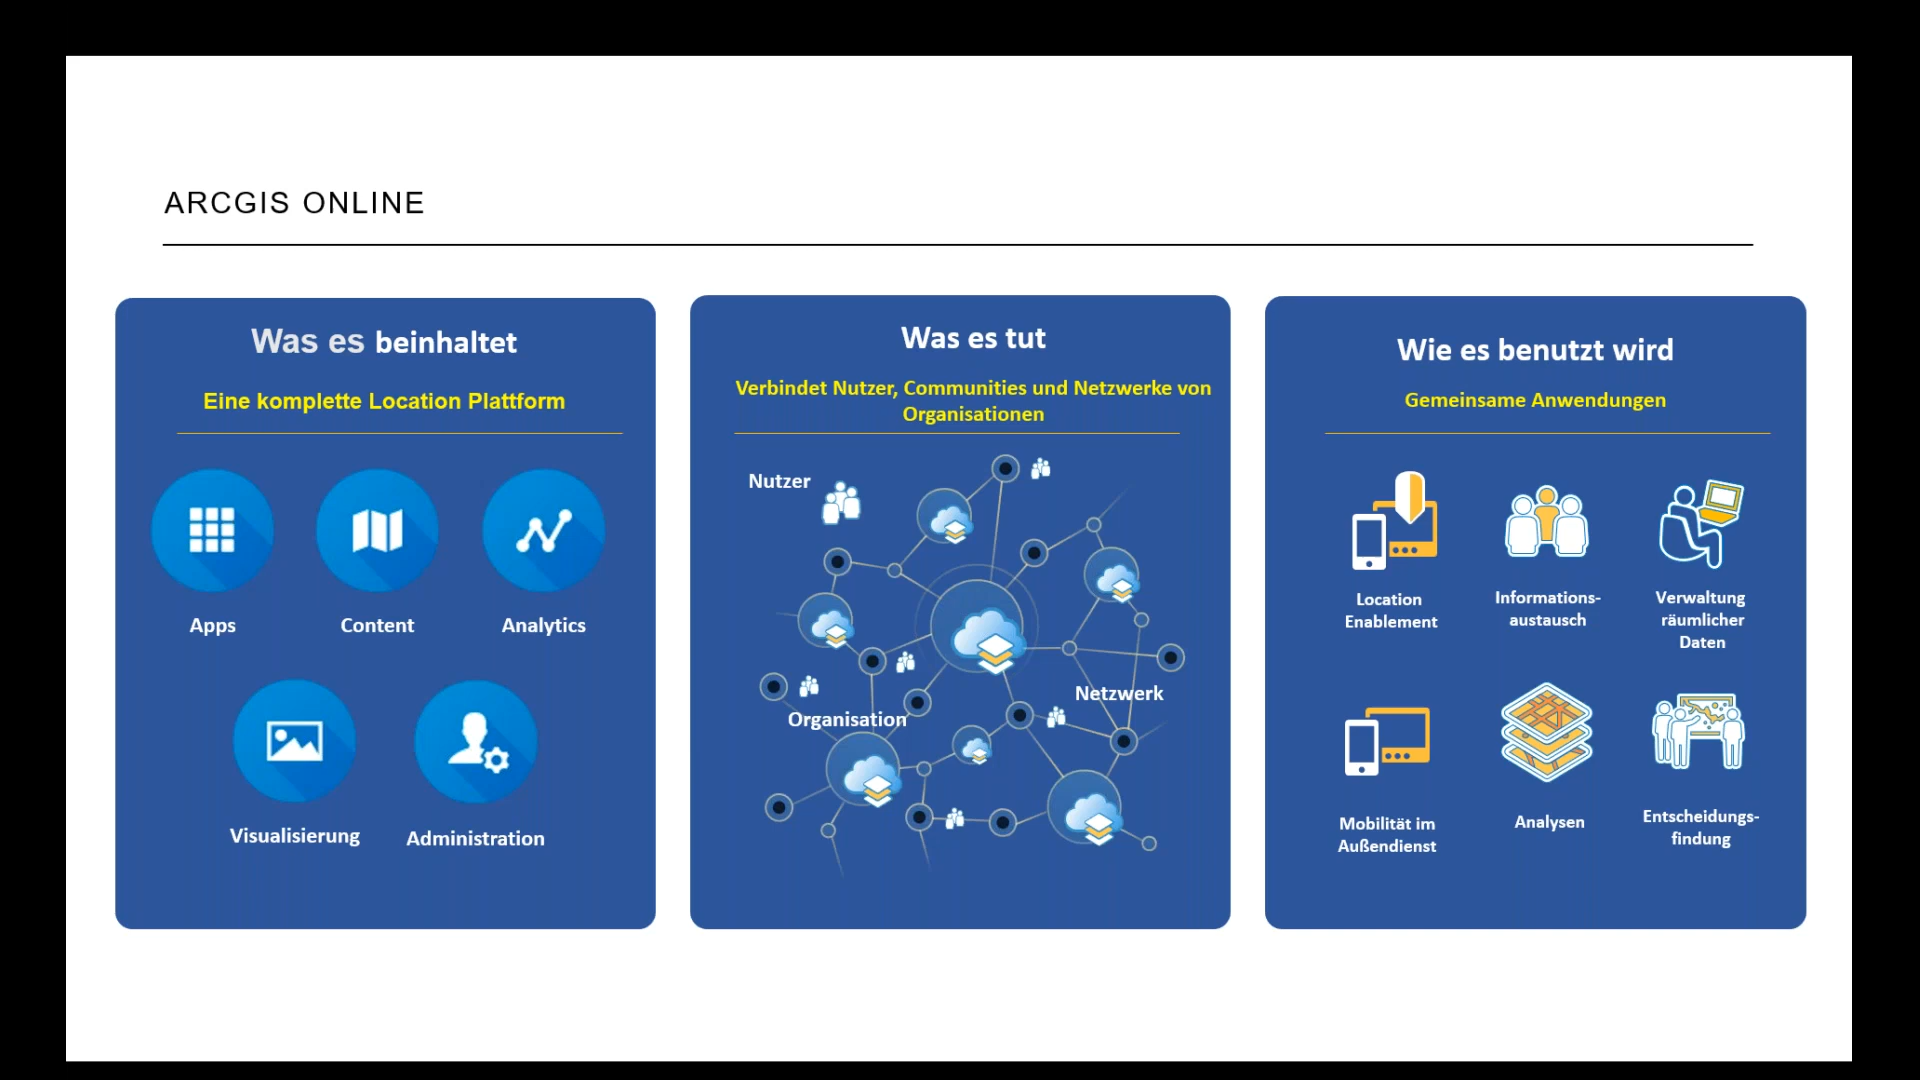 ARCGIS ONLINE
Was es beinhaltet
Eine komplette Location Plattform
Apps
Content
Analytics
Visualisierung
Administration
Was es tut
Verbindet Nutzer, Communities und Netzwerke von
Organisationen
Nutzer
Netzwerk
Organisation
Wie es benutzt wird
Gemeinsame Anwendungen
Location
Enablement
Informations-
austausch
Verwaltung
räumlicher
Daten
Mobilität im
Außendienst
Analysen
Entscheidungs-
findung